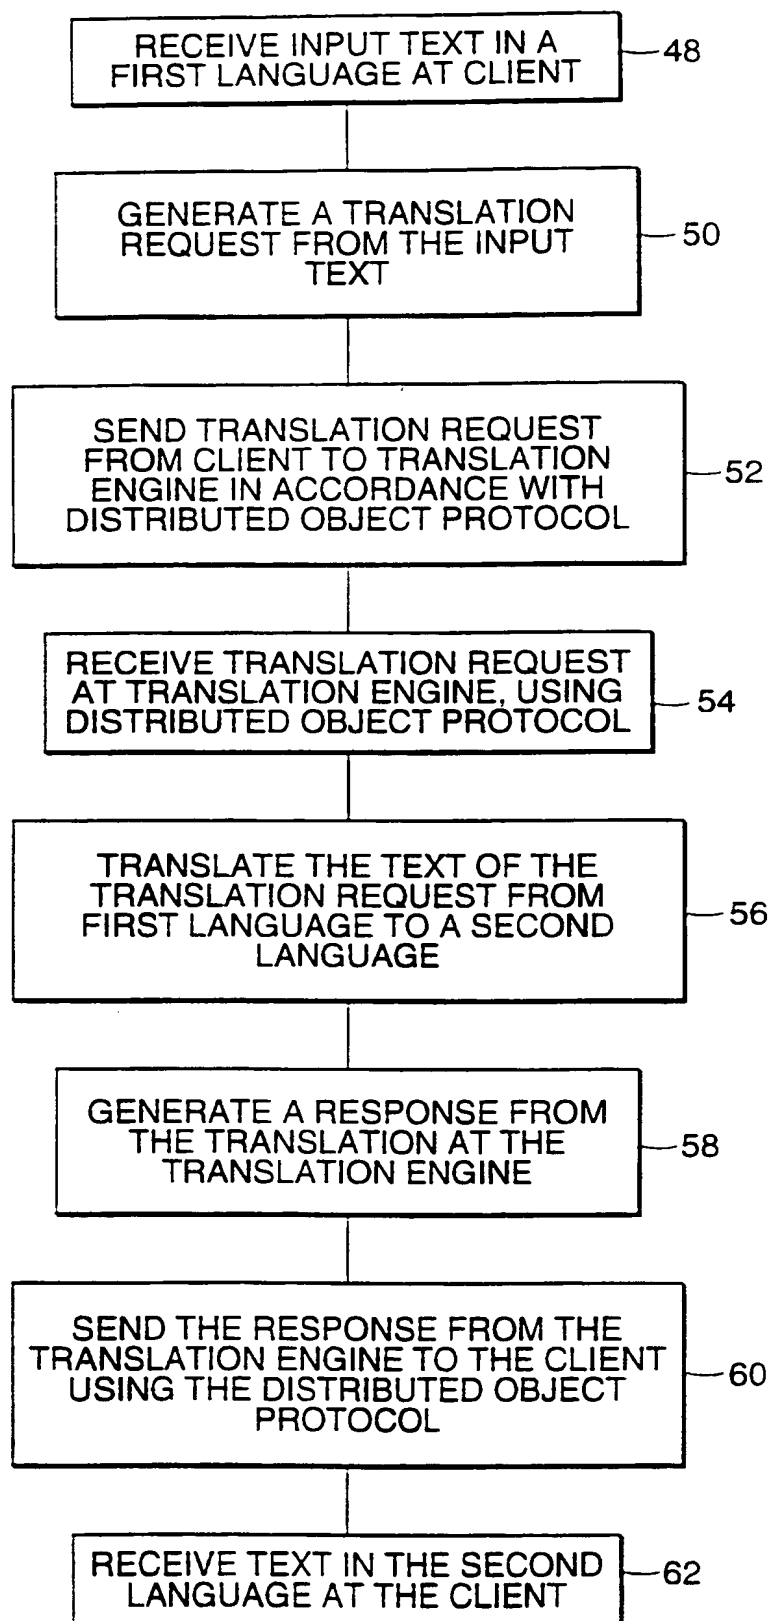 RECEIVE INPUT TEXT IN A
FIRST LANGUAGE AT CLIENT
48
GENERATE A TRANSLATION
REQUEST FROM THE INPUT
TEXT
50
SEND TRANSLATION REQUEST
FROM CLIENT TO TRANSLATION
ENGINE IN ACCORDANCE WITH
DISTRIBUTED OBJECT PROTOCOL
52
RECEIVE TRANSLATION REQUEST
AT TRANSLATION ENGINE, USING
DISTRIBUTED OBJECT PROTOCOL
54
TRANSLATE THE TEXT OF THE
TRANSLATION REQUEST FROM
FIRST LANGUAGE TO A SECOND
LANGUAGE
56
GENERATE A RESPONSE FROM
THE TRANSLATION AT THE
TRANSLATION ENGINE
58
SEND THE RESPONSE FROM THE
TRANSLATION ENGINE TO THE CLIENT
USING THE DISTRIBUTED OBJECT
PROTOCOL
60
RECEIVE TEXT IN THE SECOND
LANGUAGE AT THE CLIENT
62